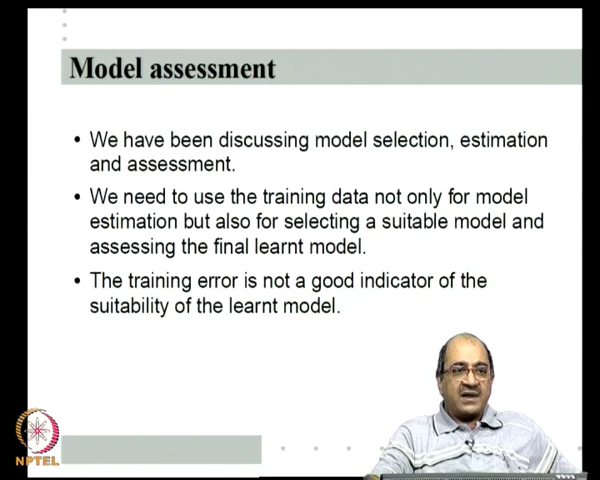 Model assessment
• We have been discussing model selection, estimation
and assessment.
• We need to use the training data not only for model
estimation but also for selecting a suitable model and
assessing the final learnt model.
• The training error is not a good indicator of the
suitability of the learnt model.
NPTEL